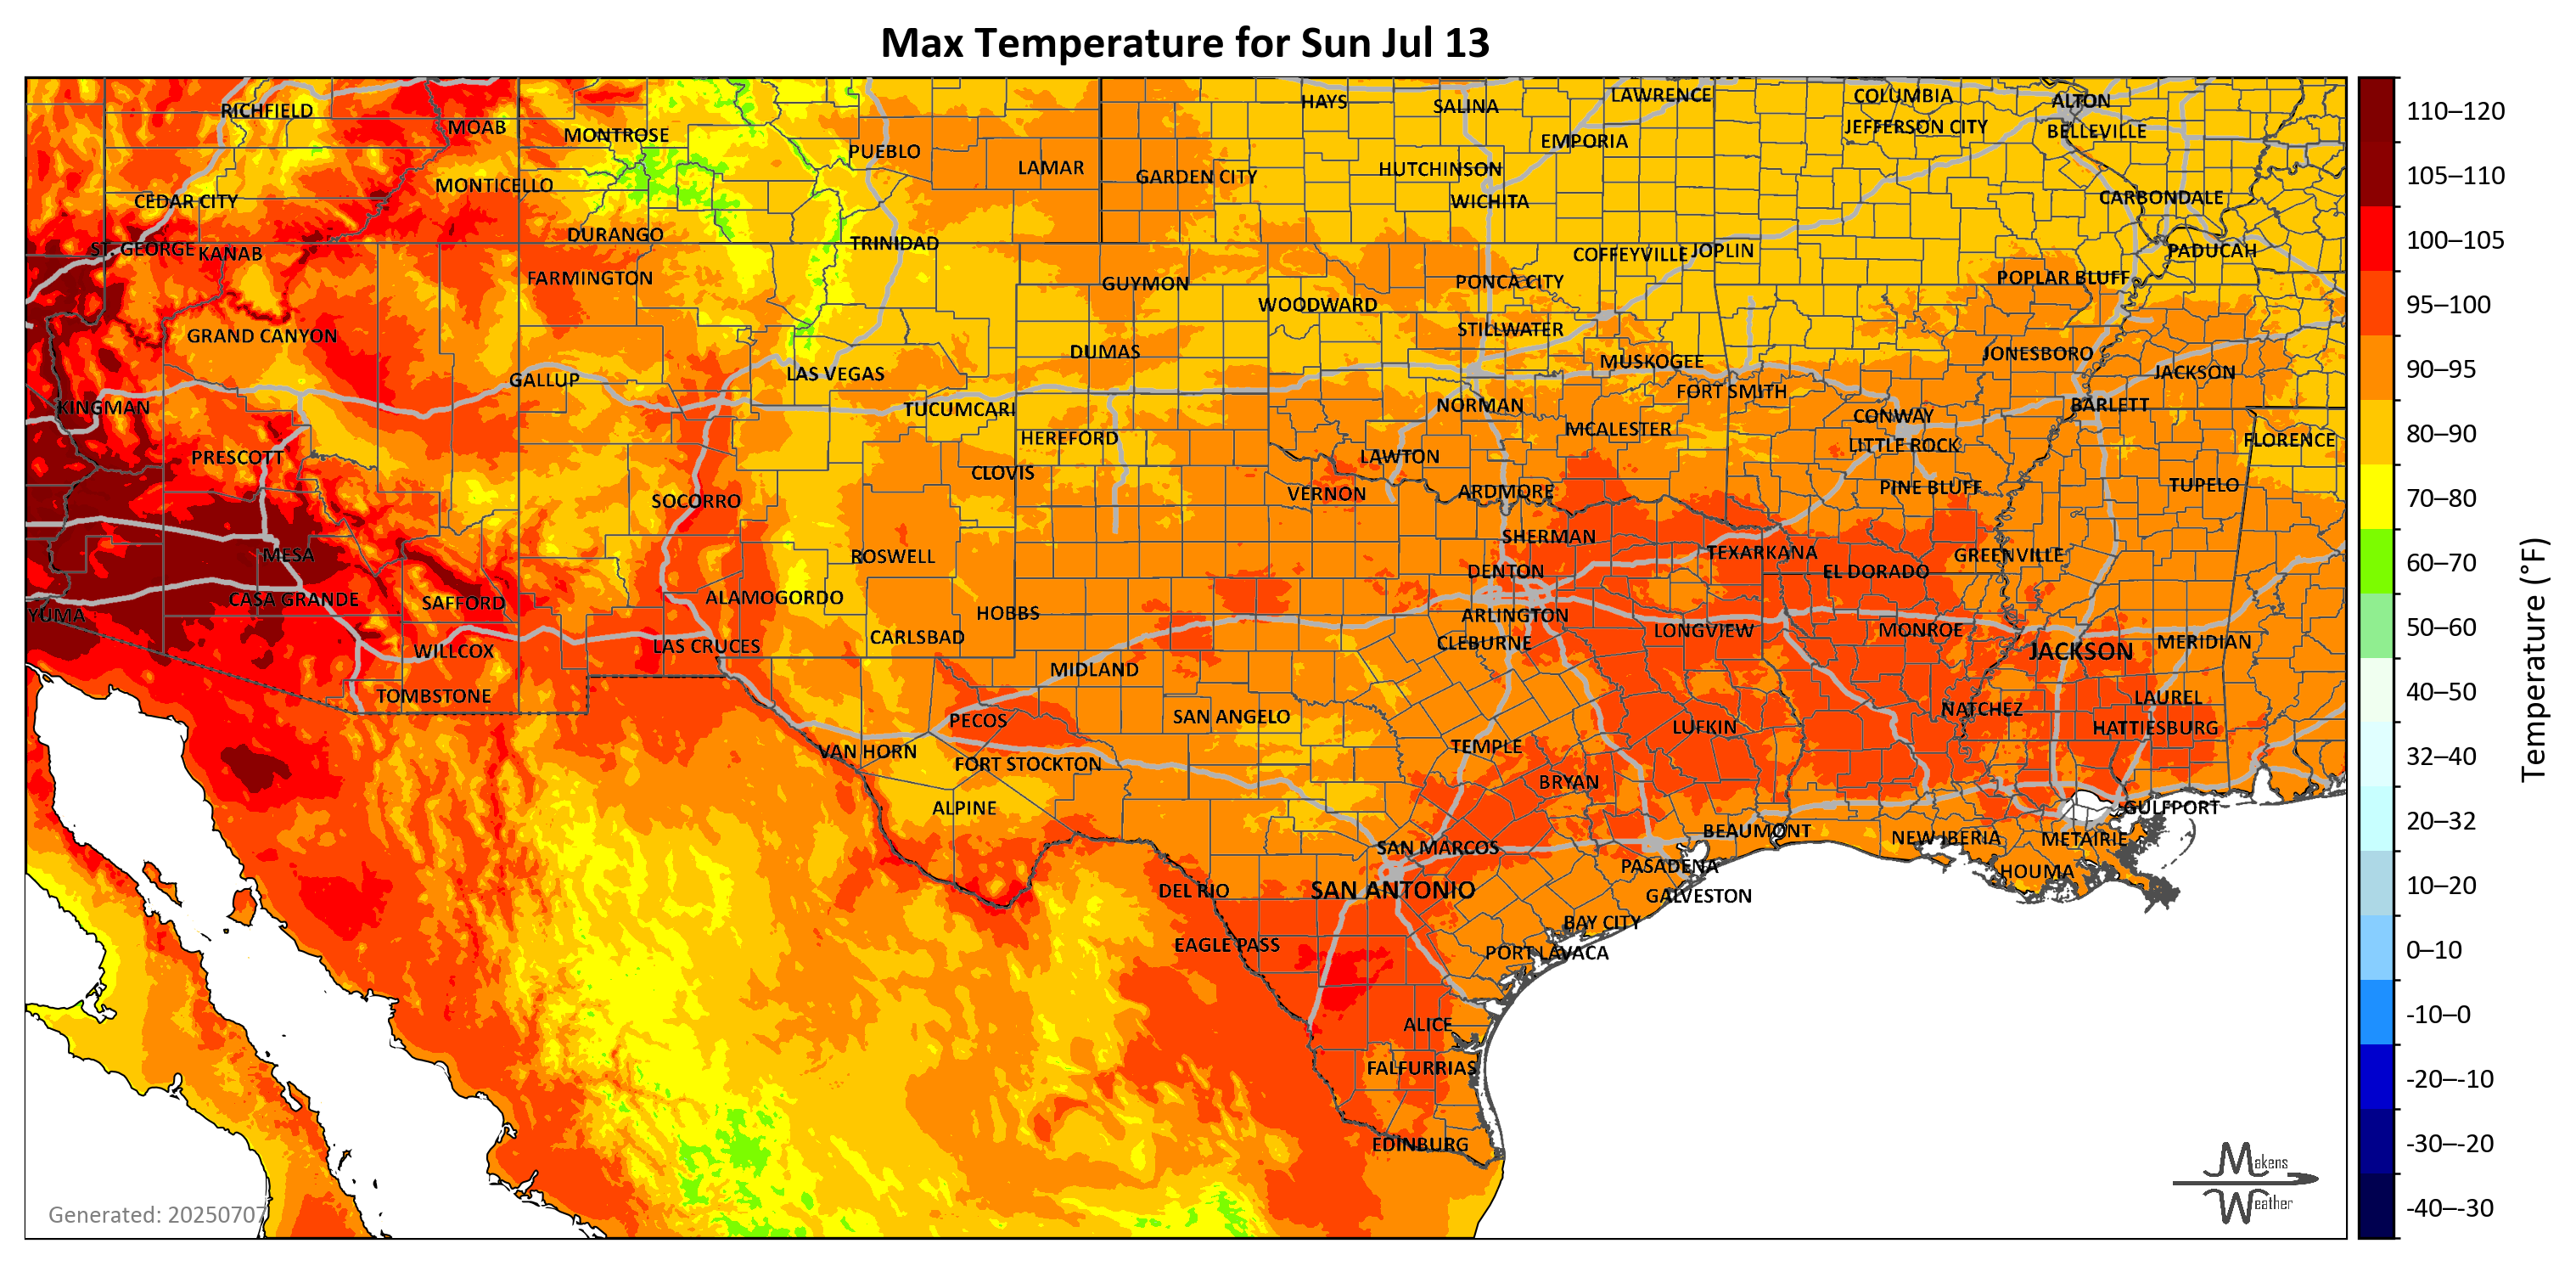 Max Temperature for Sun Jul 13
RICHFIELD
MOAB
MONTROSE
PUEBLO
LAMAR
GARDEN CITY
HAYS
SALINA
LAWRENCE
EMPORIA
HUTCHINSON
WICHITA
COLUMBIA
JEFFERSON CITY
ALTON
BELLEVILLE
CARBONDALE
CEDAR CITY
MONTICELLO
DURANGO
TRINIDAD
ST. GEORGE
KANAB
FARMINGTON
GUYMON
WOODWARD
PONCA CITY
COFFEYVILLE
JOPLIN
POPLAR BLUFF
PADUCAH
GRAND CANYON
STILLWATER
DUMAS
MUSKOGEE
JONESBORO
JACKSON
GALLUP
LAS VEGAS
FORT SMITH
KINGMAN
TUCUMCARI
NORMAN
CONWAY
BARLETT
HEREFORD
MCALESTER
LITTLE ROCK
FLORENCE
PRESCOTT
CLOVIS
LAWTON
SOCORRO
VERNON
ARDMORE
PINE BLUFF
TUPELO
MESA
ROSWELL
SHERMAN
TEXARKANA
GREENVILLE
DENTON
EL DORADO
CASA GRANDE
SAFFORD
ALAMOGORDO
YUMA
HOBBS
ARLINGTON
LAS CRUCES
CARLSBAD
CLEBURNE
LONGVIEW
MONROE
JACKSON
MERIDIAN
WILLCOX
MIDLAND
TOMBSTONE
PECOS
SAN ANGELO
LUFKIN
NATCHEZ
LAUREL
HATTIESBURG
VAN HORN
FORT STOCKTON
TEMPLE
BRYAN
ALPINE
BEAUMONT
GULFPORT
NEW IBERIA
METAIRIE
SAN MARCOS
PASADENA
HOUMA
DEL RIO
SAN ANTONIO
GALVESTON
BAY CITY
EAGLE PASS
PORT LAVACA
ALICE
FALFURRIAS
EDINBURG
Generated: 20250707
Makens
Weather
110–120
105–110
100–105
95–100
90–95
80–90
70–80
60–70
50–60
40–50
32–40
20–32
10–20
0–10
-10–0
-20–-10
-30–-20
-40–-30
Temperature (°F)